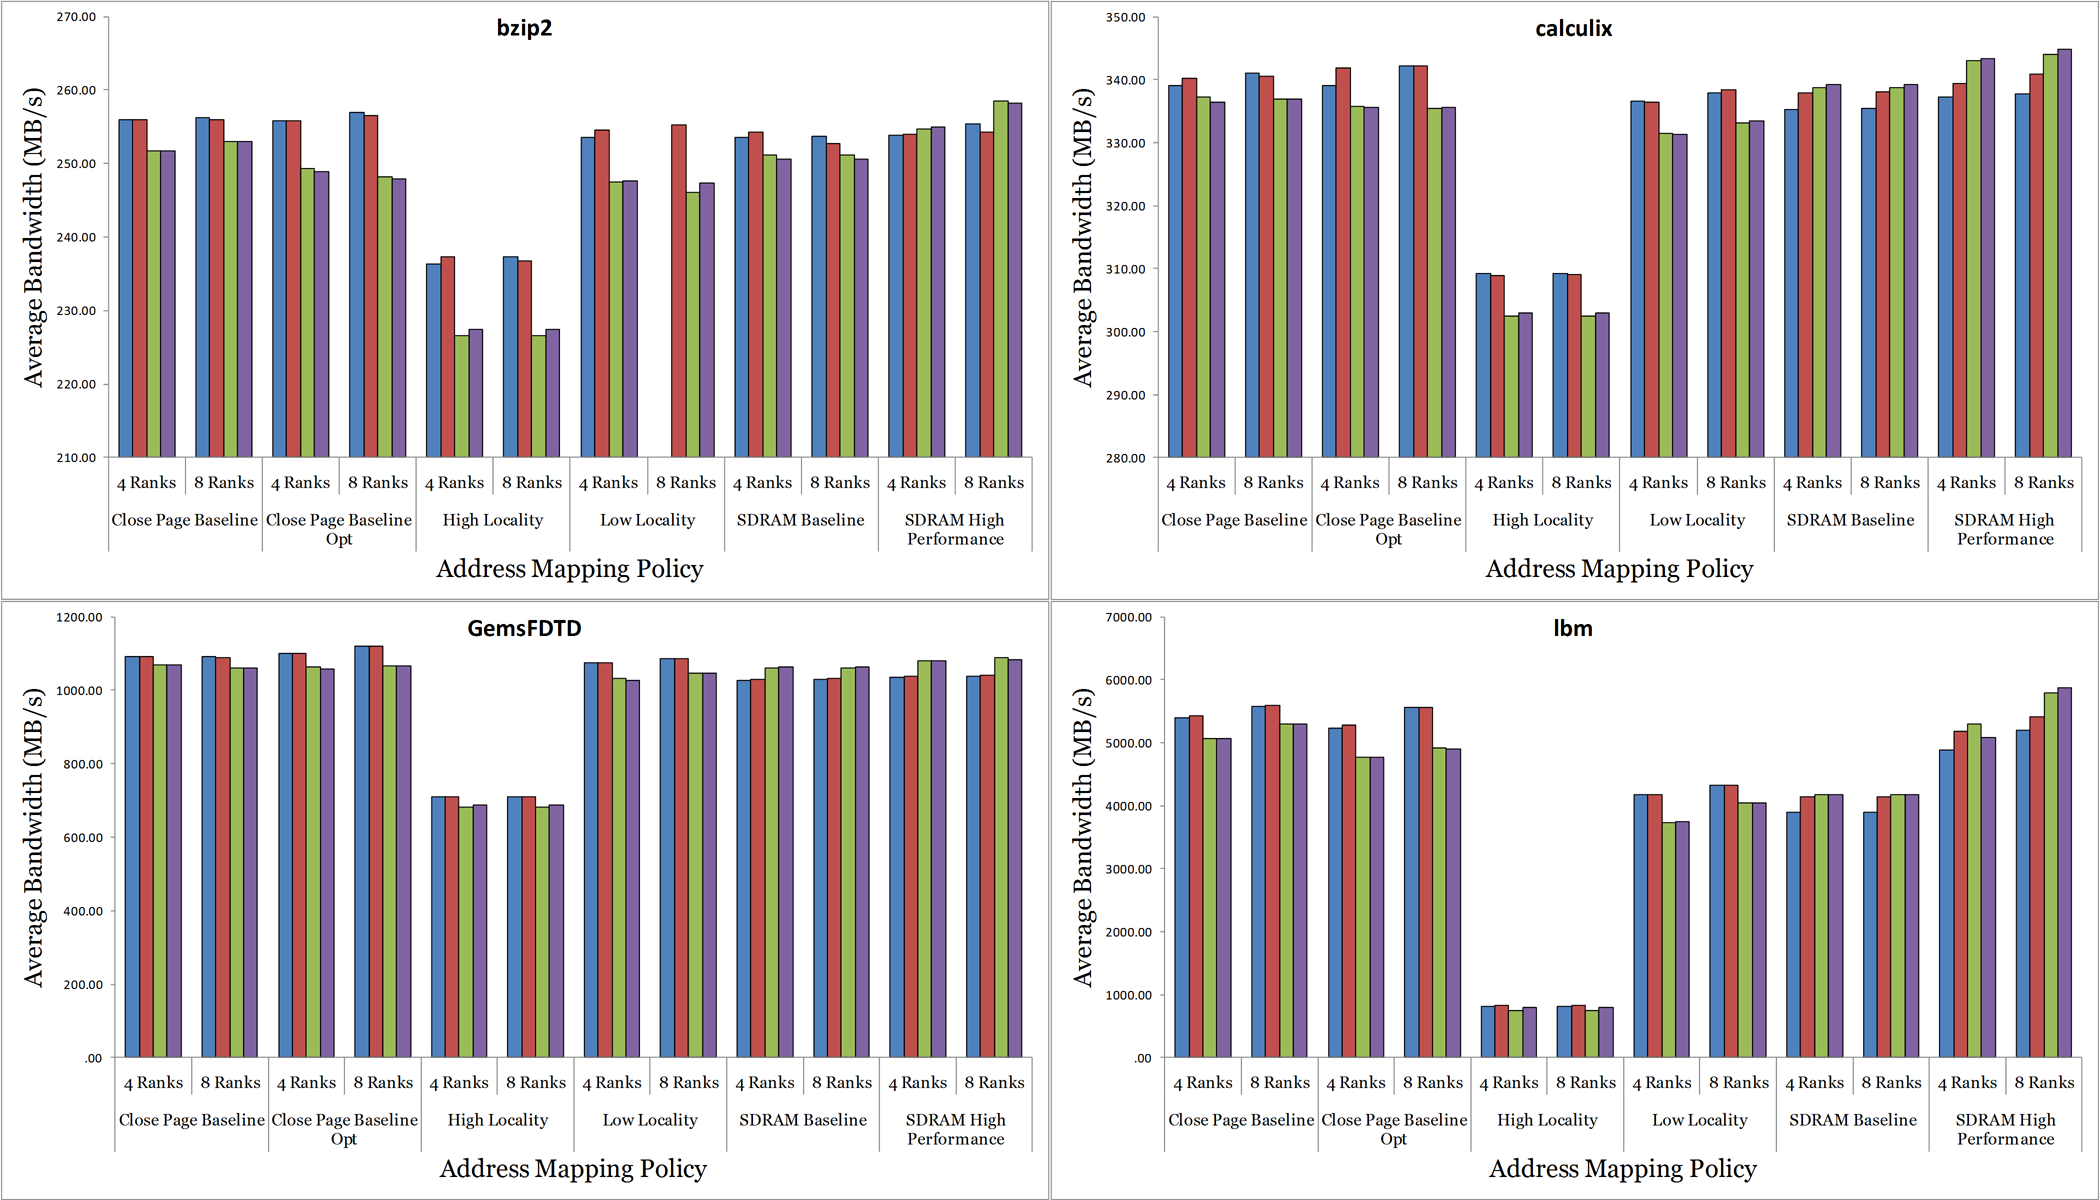 bzip2
Average Bandwidth (MB/s)
270.00
260.00
250.00
240.00
230.00
220.00
210.00
4 Ranks 8 Ranks 4 Ranks 8 Ranks 4 Ranks 8 Ranks 4 Ranks 8 Ranks 4 Ranks 8 Ranks 4 Ranks 8 Ranks
Close Page Baseline Close Page Baseline High Locality Low Locality SDRAM Baseline SDRAM High
Opt Performance
Address Mapping Policy
calculix
Average Bandwidth (MB/s)
350.00
340.00
330.00
320.00
310.00
300.00
290.00
280.00
4 Ranks 8 Ranks 4 Ranks 8 Ranks 4 Ranks 8 Ranks 4 Ranks 8 Ranks 4 Ranks 8 Ranks 4 Ranks 8 Ranks
Close Page Baseline Close Page Baseline High Locality Low Locality SDRAM Baseline SDRAM High
Opt Performance
Address Mapping Policy
GemsFDTD
Average Bandwidth (MB/s)
1200.00
1000.00
800.00
600.00
400.00
200.00
.00
4 Ranks 8 Ranks 4 Ranks 8 Ranks 4 Ranks 8 Ranks 4 Ranks 8 Ranks 4 Ranks 8 Ranks 4 Ranks 8 Ranks
Close Page Baseline Close Page Baseline High Locality Low Locality SDRAM Baseline SDRAM High
Opt Performance
Address Mapping Policy
lbm
Average Bandwidth (MB/s)
7000.00
6000.00
5000.00
4000.00
3000.00
2000.00
1000.00
.00
4 Ranks 8 Ranks 4 Ranks 8 Ranks 4 Ranks 8 Ranks 4 Ranks 8 Ranks 4 Ranks 8 Ranks 4 Ranks 8 Ranks
Close Page Baseline Close Page Baseline High Locality Low Locality SDRAM Baseline SDRAM High
Opt Performance
Address Mapping Policy